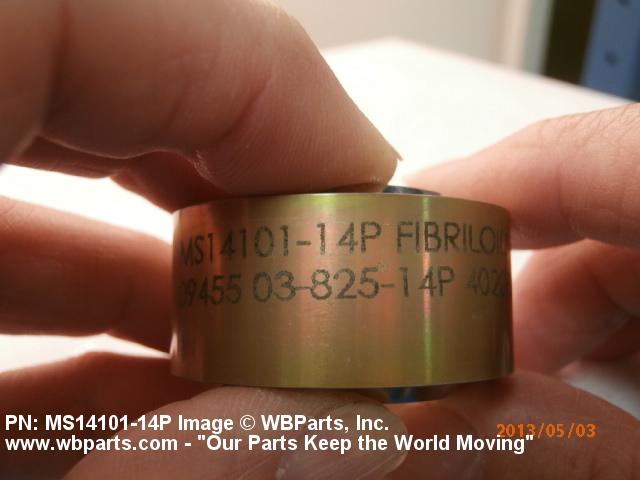 MS14101-14P
09455 03-825-14P
2013/05/03
PN: MS14101-14P Image © WBParts, Inc.
www.wbparts.com - "Our Parts Keep the World Moving"